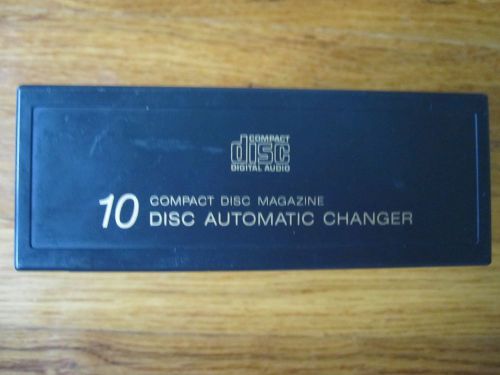 COMPACT
disc
DIGITAL AUDIO
10 COMPACT DISC MAGAZINE
DISC AUTOMATIC CHANGER